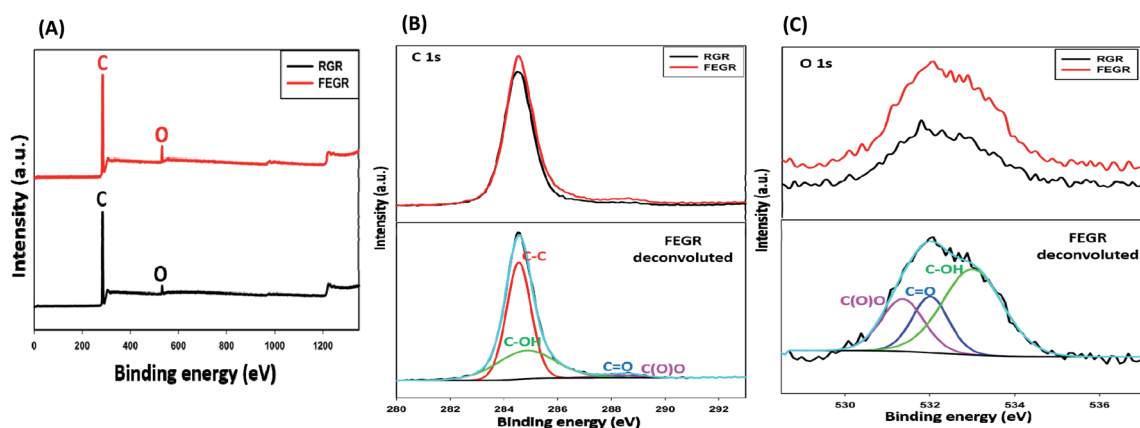 (A)
C
RGR
FEGR
O
C
O
Intensity (a.u.)
0 200 400 600 800 1000 1200
Binding energy (eV)
(B)
C 1s
RGR
FEGR
Intensity (a.u.)
FEGR
deconvoluted
C-C
C-OH
C=O
C(O)O
280 282 284 286 288 290 292
Binding energy (eV)
(C)
O 1s
RGR
FEGR
Intensity (a.u.)
FEGR
deconvoluted
C-OH
C(O)O
C=O
530 532 534 536
Binding energy (eV)